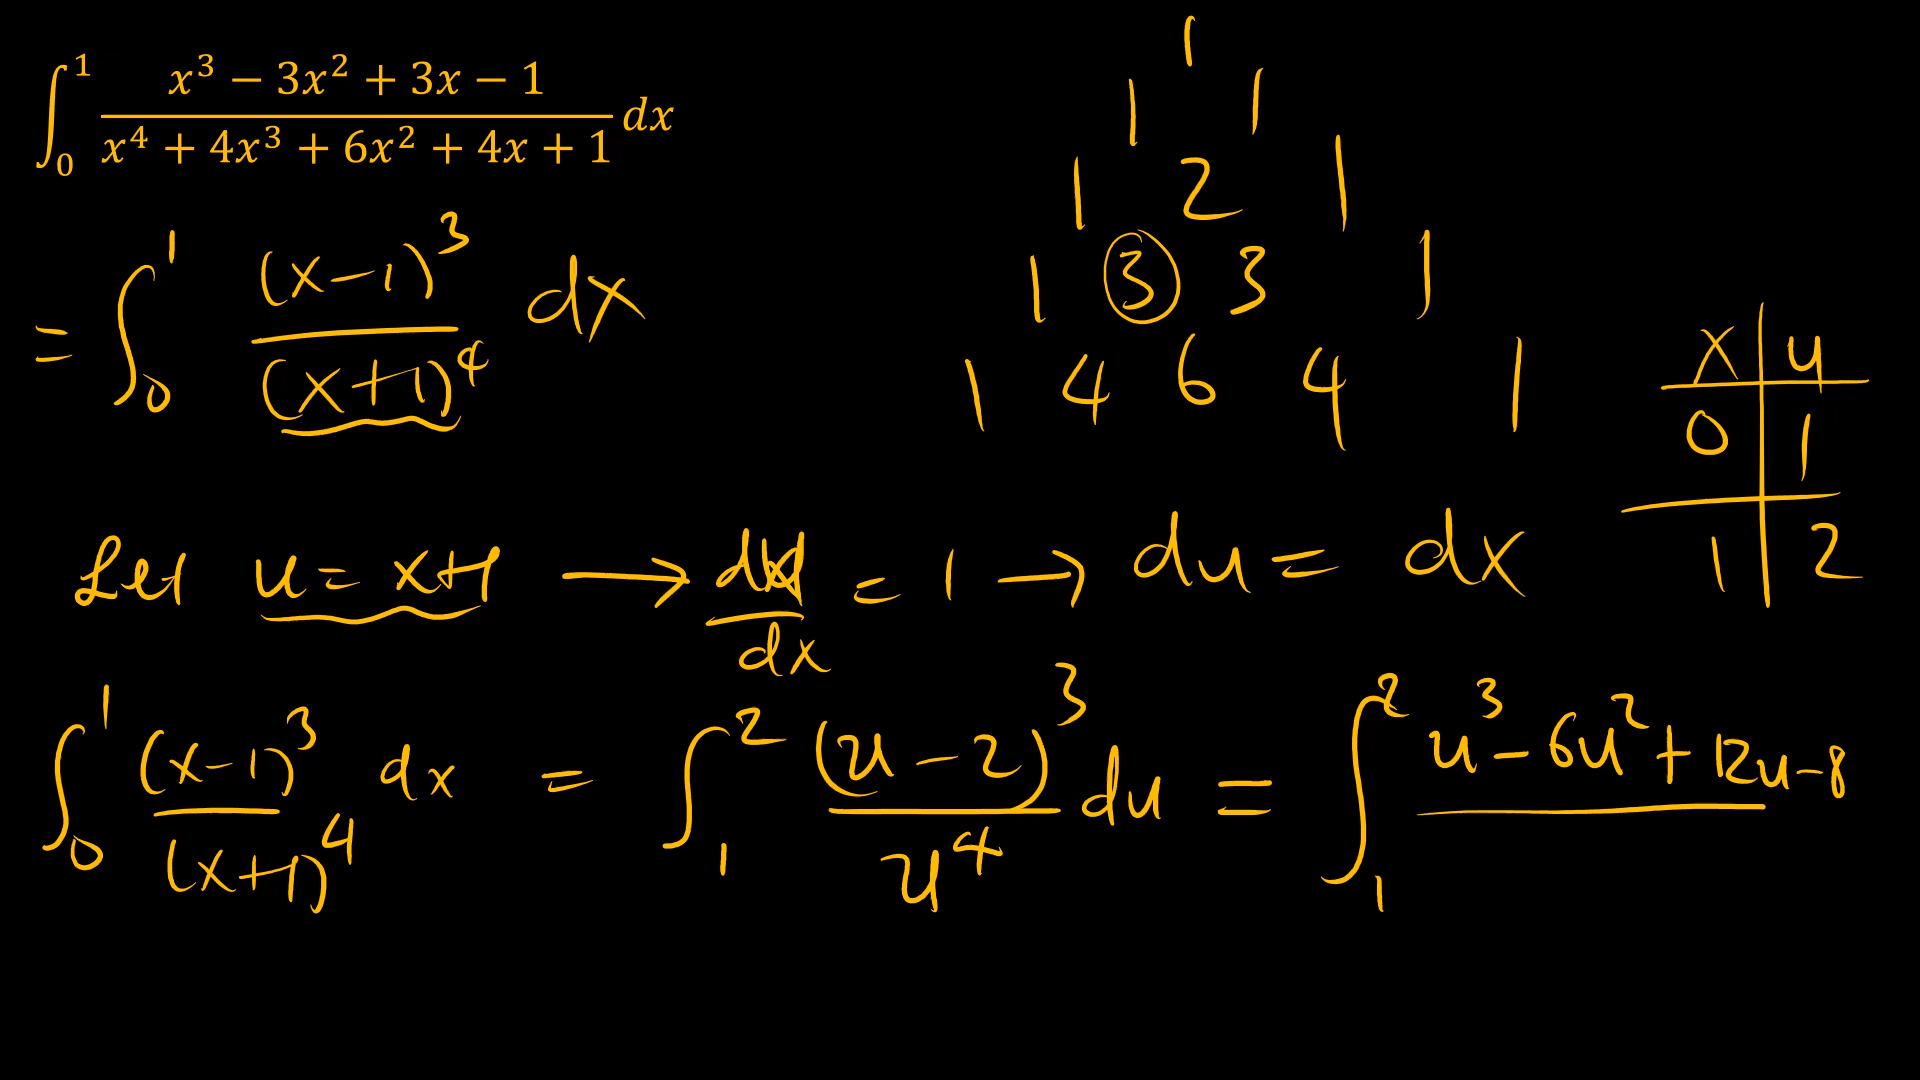 ∫₀¹ (x³ − 3x² + 3x − 1)/(x⁴ + 4x³ + 6x² + 4x + 1) dx
= ∫₀¹ (x−1)³/(x+1)⁴ dx
1
1 1
1 2 1
1 3 3 1
1 4 6 4 1
x | u
0 | 1
1 | 2
Let u = x+1 → du/dx = 1 → du = dx
∫₀¹ (x−1)³/(x+1)⁴ dx = ∫₁² (u−2)³/u⁴ du = ∫₁² u³−6u²+12u−8